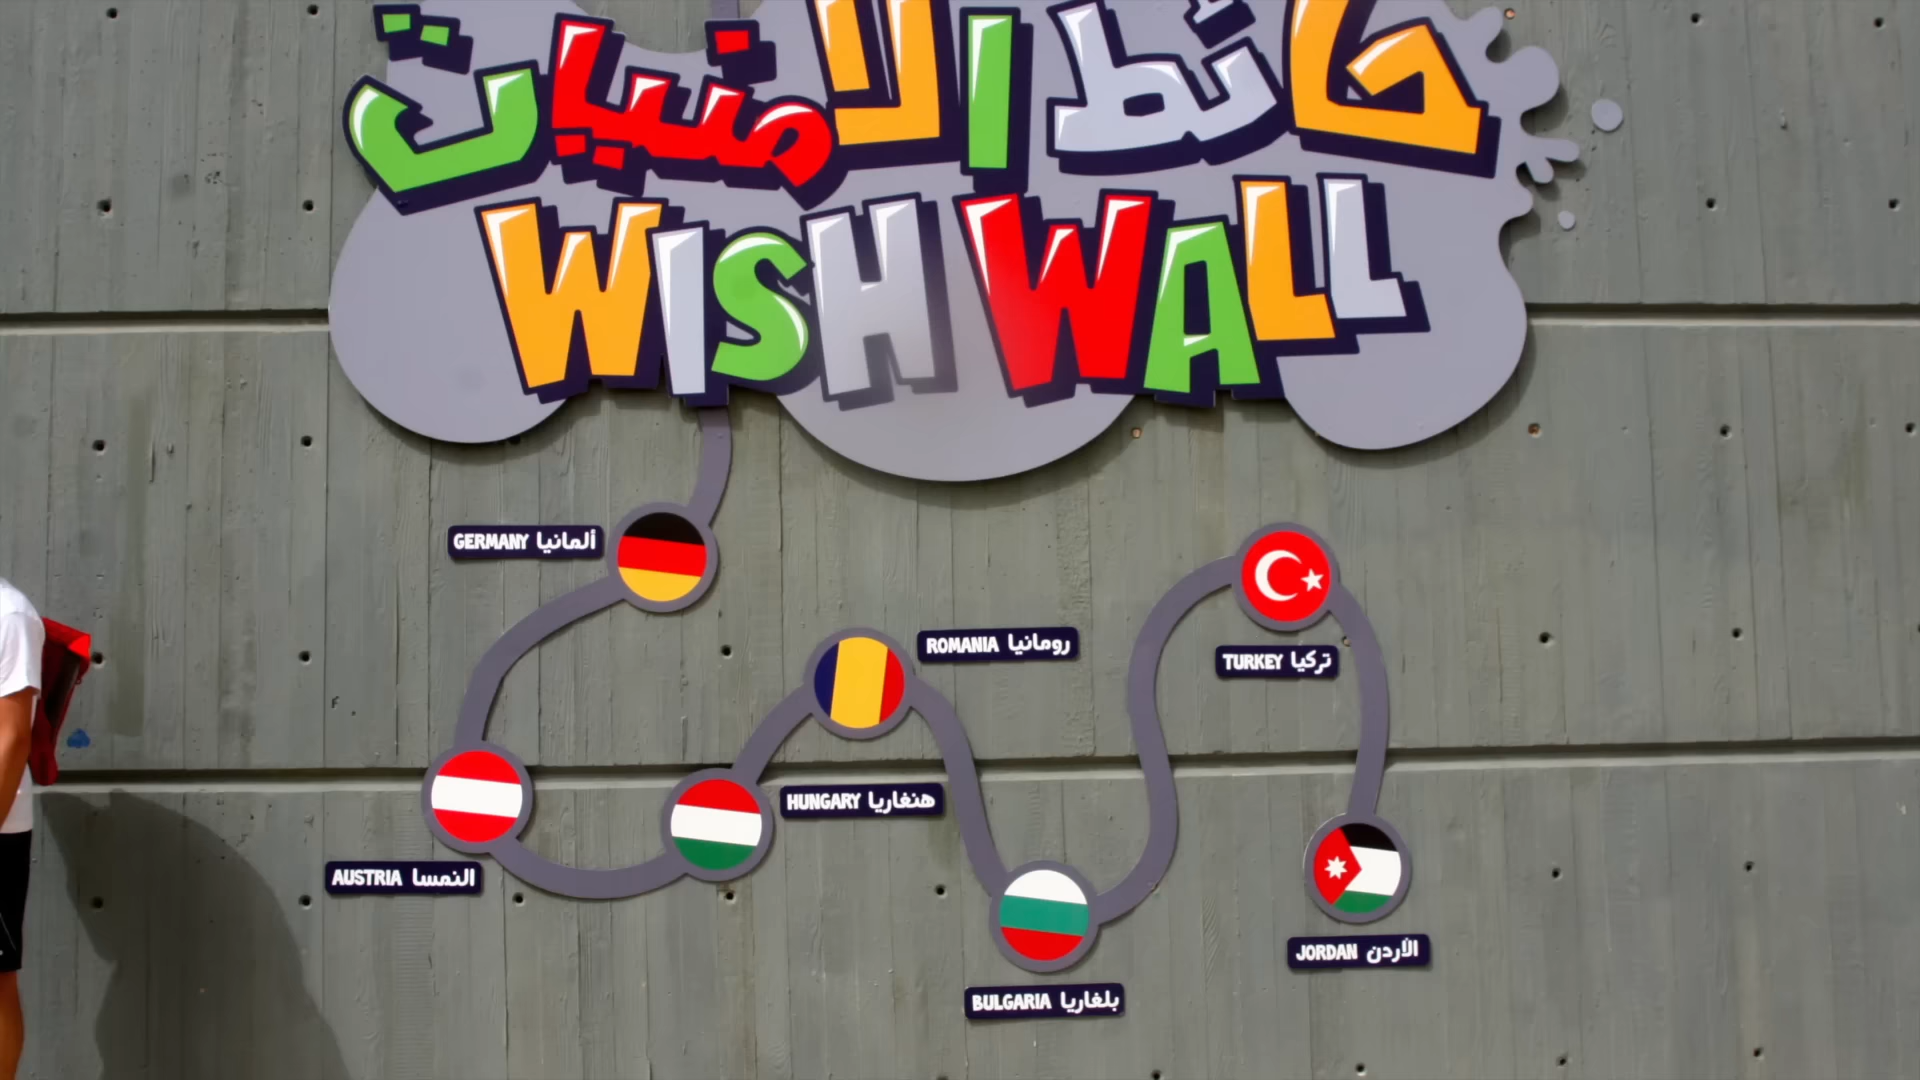 حائط الامنيات
WISH WALL
GERMANY ألمانيا
ROMANIA رومانيا
TURKEY تركيا
HUNGARY هنغاريا
AUSTRIA النمسا
JORDAN الأردن
BULGARIA بلغاريا